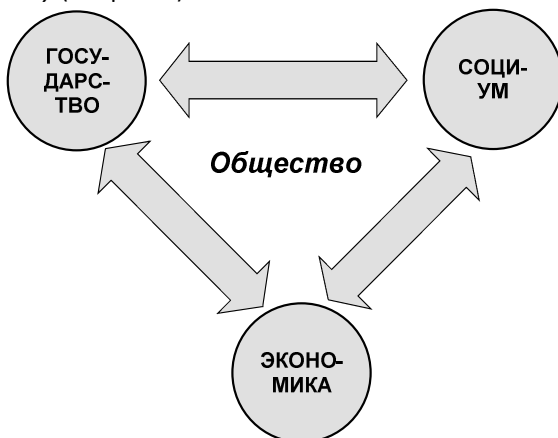 ГОСУ-
ДАРС-
ТВО
СОЦИ-
УМ
Общество
ЭКОНО-
МИКА